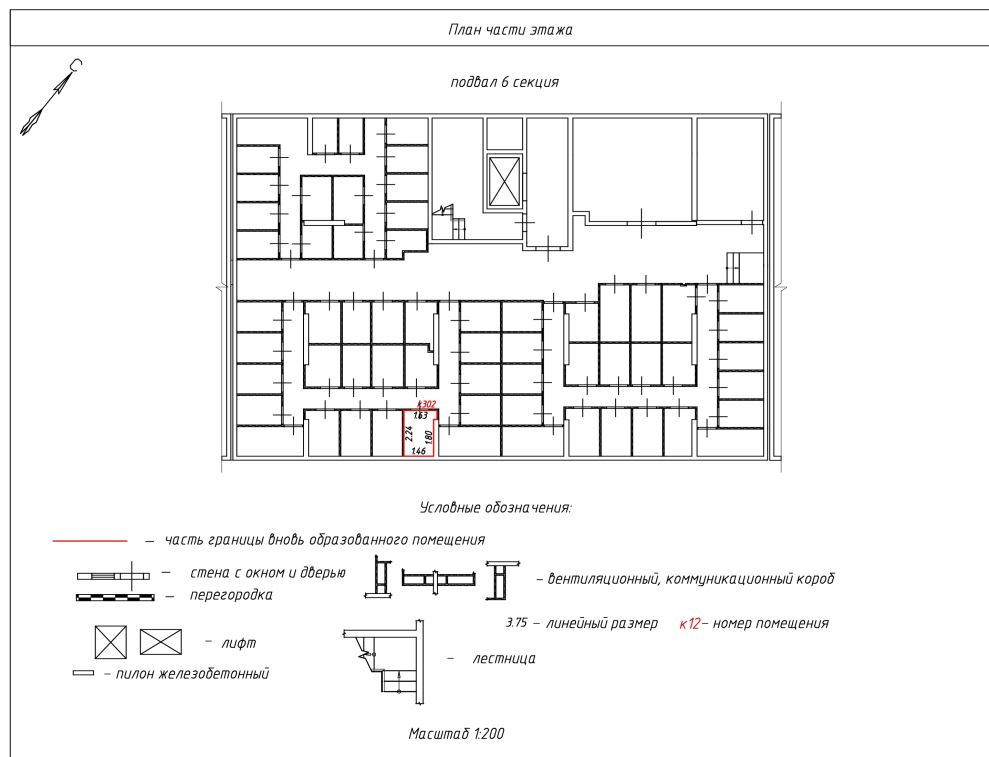 План части этажа
С
подвал 6 секция
к302
1.63
2.24
1.80
1.46
Условные обозначения:
– часть границы вновь образованного помещения
– стена с окном и дверью
– перегородка
– вентиляционный, коммуникационный короб
3.75 – линейный размер к12 – номер помещения
– лифт
– лестница
– пилон железобетонный
Масштаб 1:200